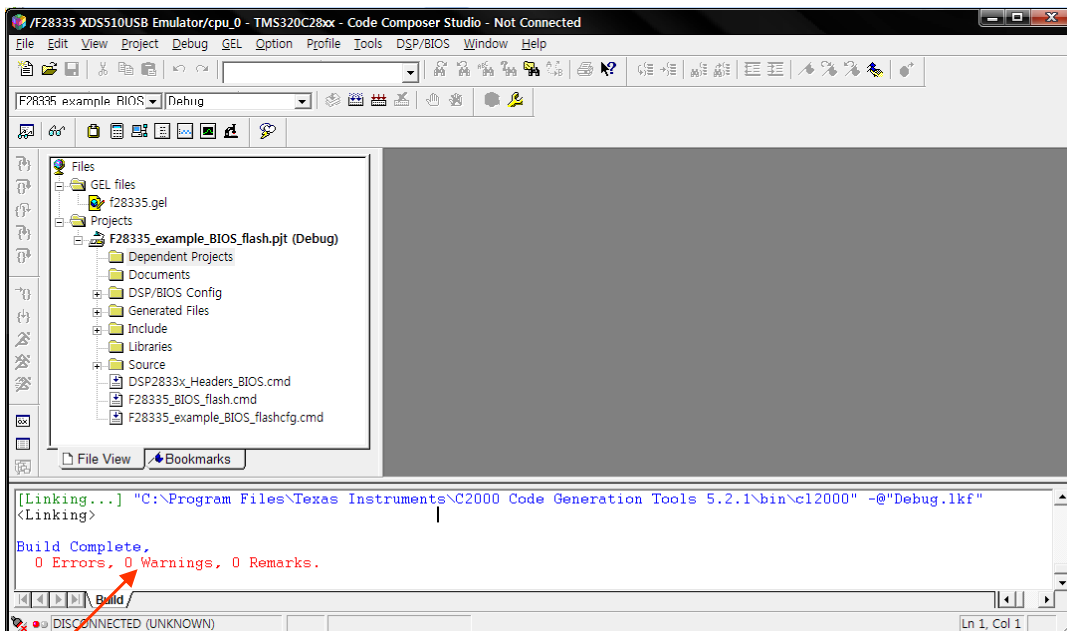 /F28335 XDS510USB Emulator/cpu_0 - TMS320C28xx - Code Composer Studio - Not Connected
File Edit View Project Debug GEL Option Profile Tools DSP/BIOS Window Help
F28335_example_BIOS Debug
Files
GEL files
f28335.gel
Projects
F28335_example_BIOS_flash.pjt (Debug)
Dependent Projects
Documents
DSP/BIOS Config
Generated Files
Include
Libraries
Source
DSP2833x_Headers_BIOS.cmd
F28335_BIOS_flash.cmd
F28335_example_BIOS_flashcfg.cmd
File View Bookmarks
[Linking...] "C:\Program Files\Texas Instruments\C2000 Code Generation Tools 5.2.1\bin\cl2000" -@"Debug.lkf"
<Linking>
Build Complete,
0 Errors, 0 Warnings, 0 Remarks.
Build
DISCONNECTED (UNKNOWN) Ln 1, Col 1